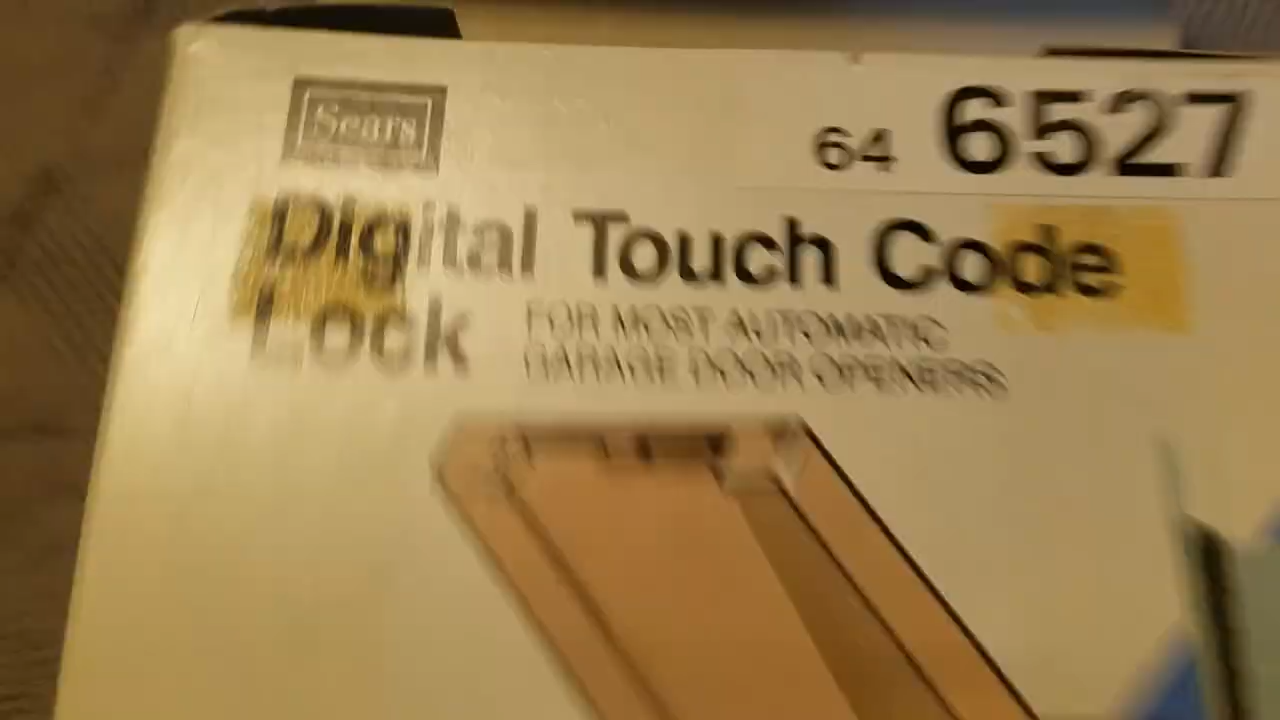 Sears
64 6527
Digital Touch Code
Lock
FOR MOST AUTOMATIC
GARAGE DOOR OPENERS